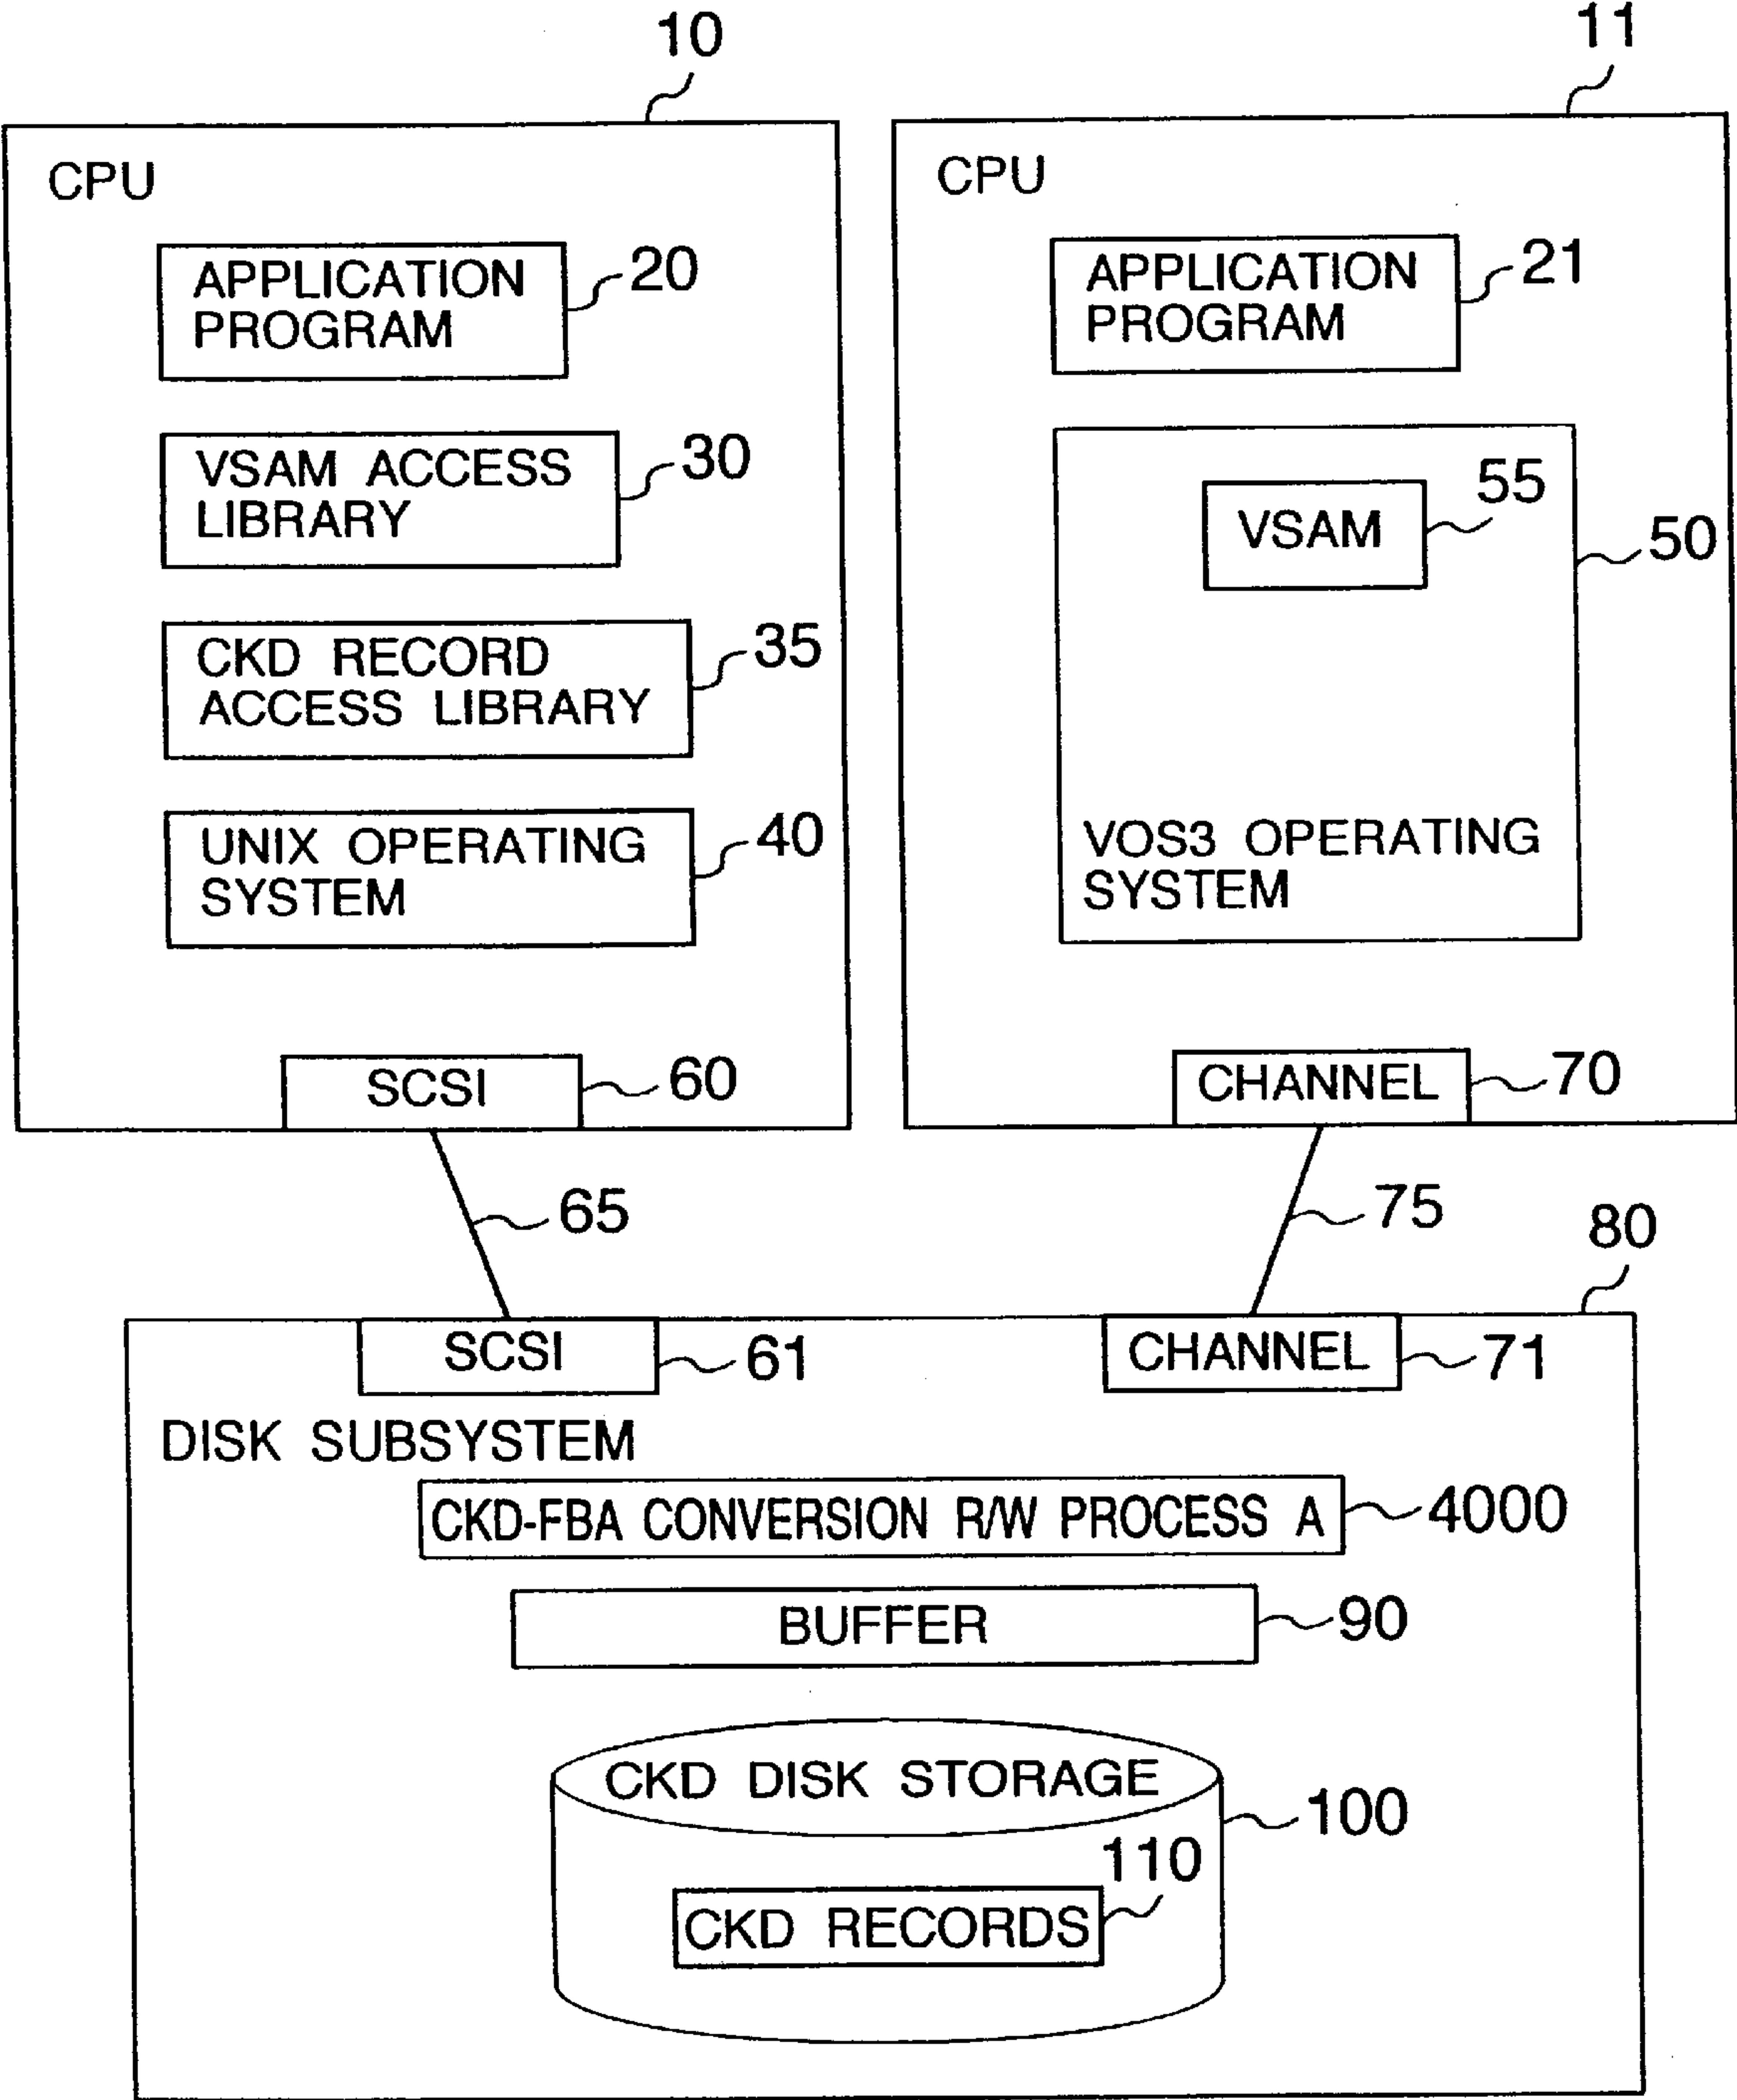 10
11
CPU
CPU
APPLICATION
PROGRAM
20
APPLICATION
PROGRAM
21
VSAM ACCESS
LIBRARY
30
VSAM
55
50
CKD RECORD
ACCESS LIBRARY
35
UNIX OPERATING
SYSTEM
40
VOS3 OPERATING
SYSTEM
SCSI
60
CHANNEL
70
65
75
80
SCSI
61
CHANNEL
71
DISK SUBSYSTEM
CKD-FBA CONVERSION R/W PROCESS A
4000
BUFFER
90
CKD DISK STORAGE
100
110
CKD RECORDS